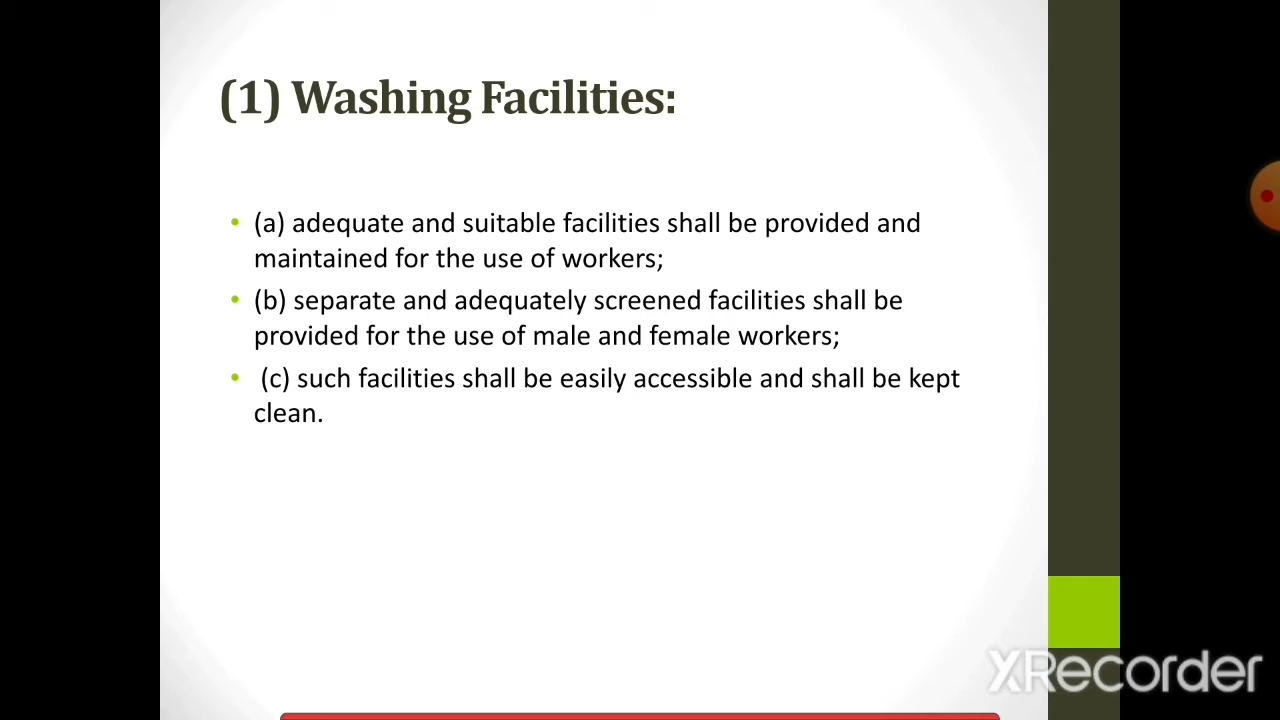 (1) Washing Facilities:
• (a) adequate and suitable facilities shall be provided and
maintained for the use of workers;
• (b) separate and adequately screened facilities shall be
provided for the use of male and female workers;
• (c) such facilities shall be easily accessible and shall be kept
clean.
XRecorder